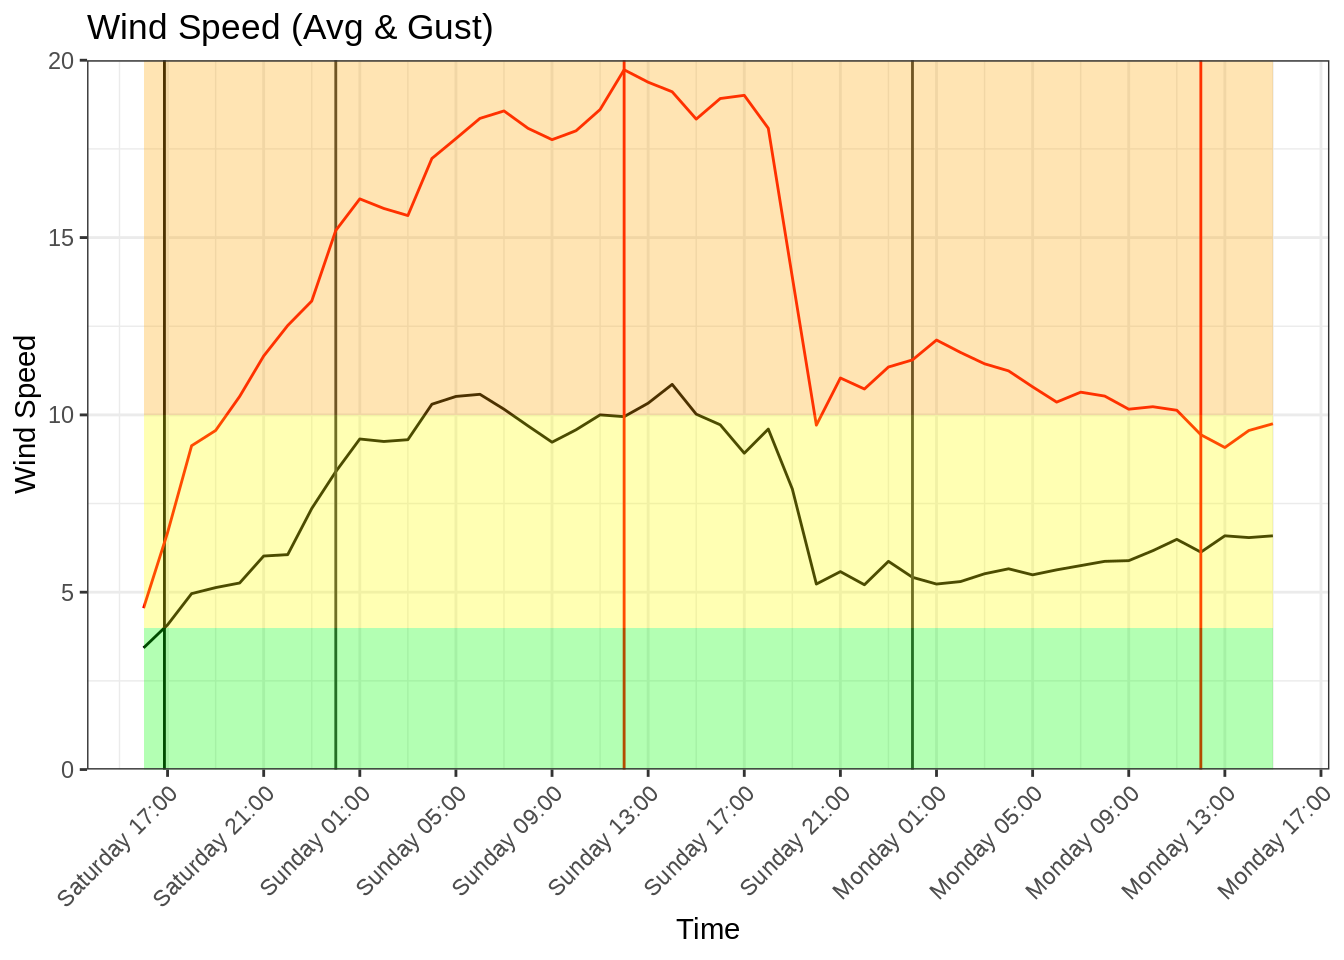 Wind Speed (Avg & Gust)
20
15
10
5
0
Wind Speed
Saturday 17:00
Saturday 21:00
Sunday 01:00
Sunday 05:00
Sunday 09:00
Sunday 13:00
Sunday 17:00
Sunday 21:00
Monday 01:00
Monday 05:00
Monday 09:00
Monday 13:00
Monday 17:00
Time